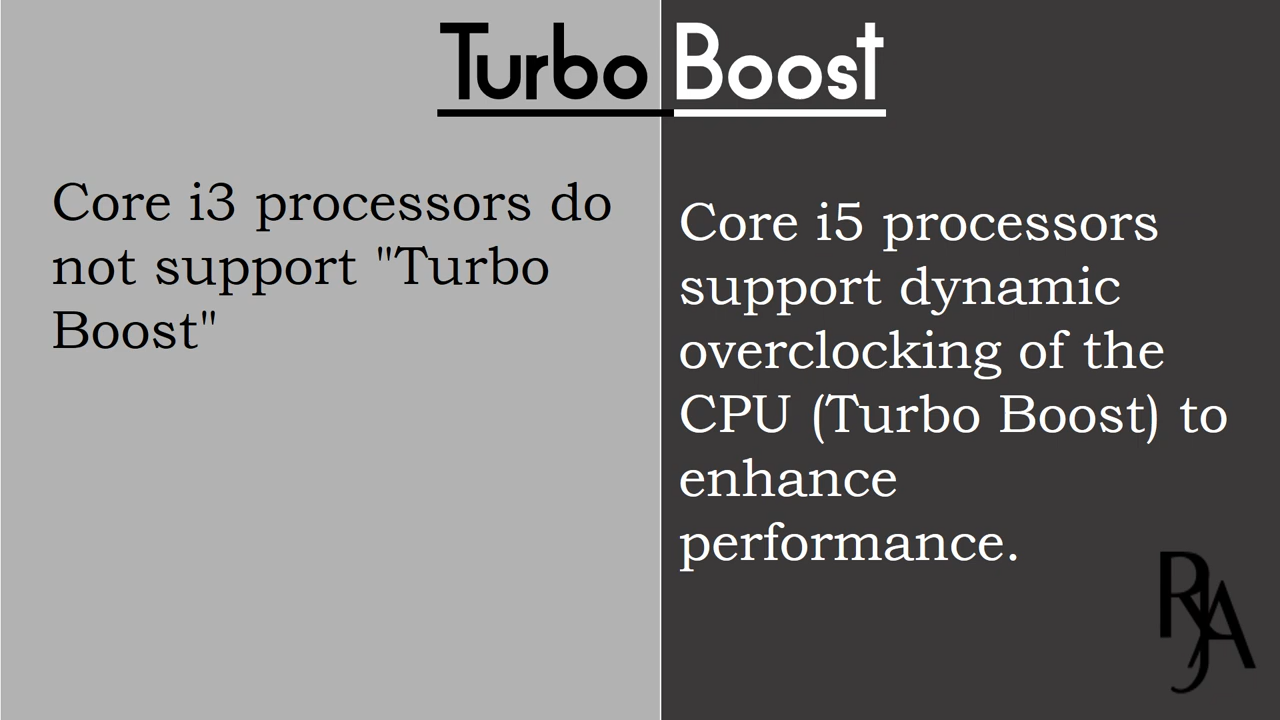 Turbo Boost
Core i3 processors do
not support "Turbo
Boost"
Core i5 processors
support dynamic
overclocking of the
CPU (Turbo Boost) to
enhance
performance.
RJA